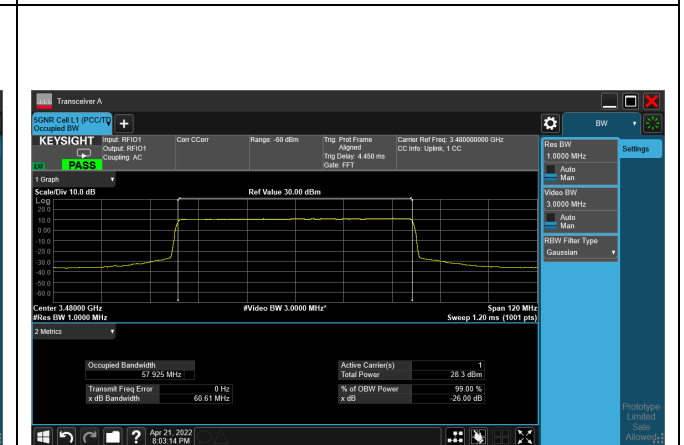 Transceiver A
5GNR Cell L1 (PCC/TD
Occupied BW
KEYSIGHT
PASS
Input: RFIO1
Output: RFIO1
Coupling: AC
Corr CCorr
Range: -60 dBm
Trig: Prot Frame
Aligned
Trig Delay: 4.450 ms
Gate: FFT
Carrier Ref Freq: 3.480000000 GHz
CC Info: Uplink, 1 CC
BW
Settings
Res BW
1.0000 MHz
Auto
Man
Video BW
3.0000 MHz
Auto
Man
RBW Filter Type
Gaussian
1 Graph
Scale/Div 10.0 dB
Ref Value 30.00 dBm
Log
20.0
10.0
0.00
-10.0
-20.0
-30.0
-40.0
-50.0
-60.0
Center 3.48000 GHz
#Video BW 3.0000 MHz*
Span 120 MHz
#Res BW 1.0000 MHz
Sweep 1.20 ms (1001 pts)
2 Metrics
Occupied Bandwidth
57.925 MHz
Active Carrier(s) 1
Total Power 28.3 dBm
Transmit Freq Error 0 Hz
x dB Bandwidth 60.61 MHz
% of OBW Power 99.00 %
x dB -26.00 dB
Prototype
Limited
Sale
Allowed
Apr 21, 2022
8:03:14 PM